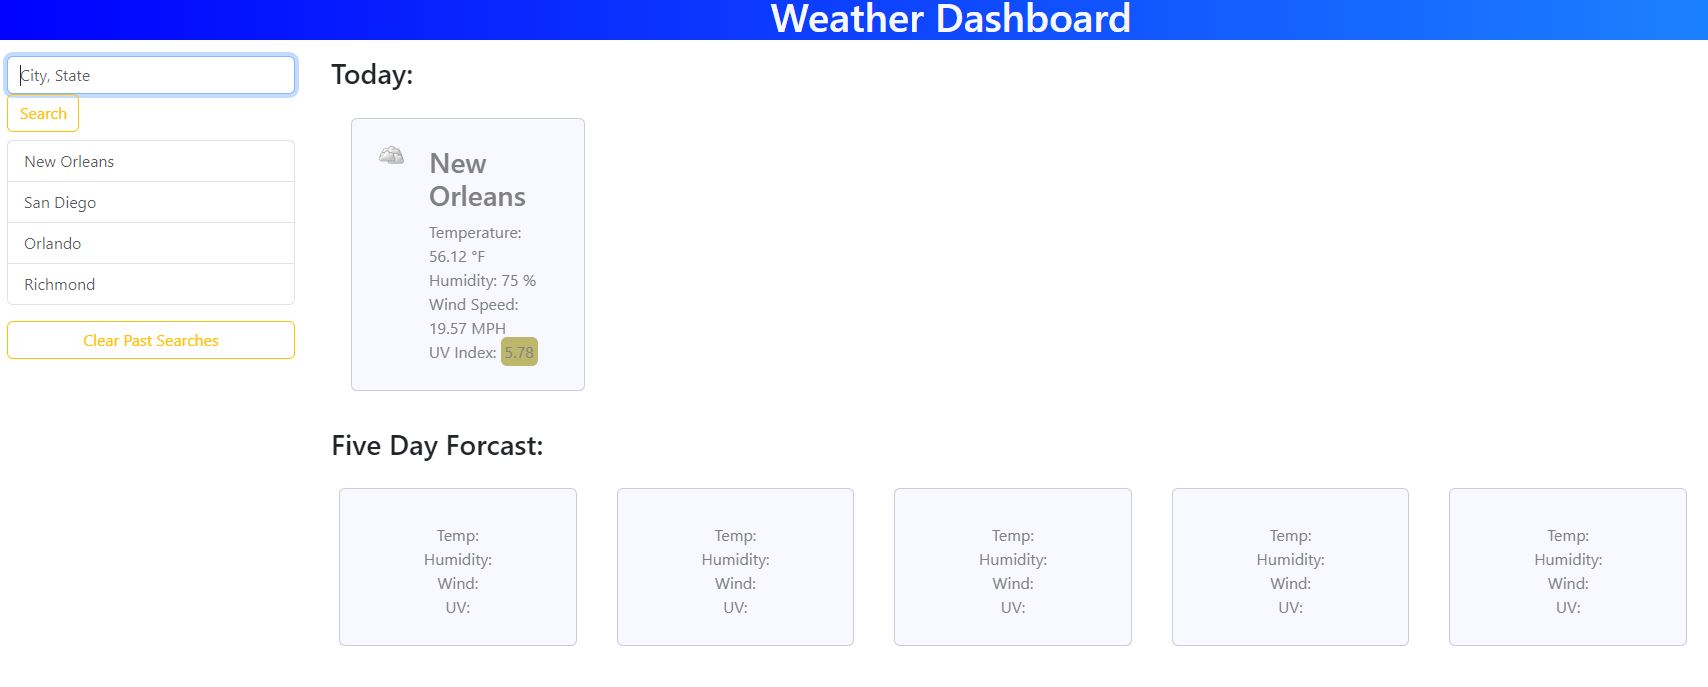 Weather Dashboard
City, State
Search
New Orleans
San Diego
Orlando
Richmond
Clear Past Searches
Today:
New
Orleans
Temperature:
56.12 °F
Humidity: 75 %
Wind Speed:
19.57 MPH
UV Index: 5.78
Five Day Forcast:
Temp:
Humidity:
Wind:
UV:
Temp:
Humidity:
Wind:
UV:
Temp:
Humidity:
Wind:
UV:
Temp:
Humidity:
Wind:
UV:
Temp:
Humidity:
Wind:
UV: